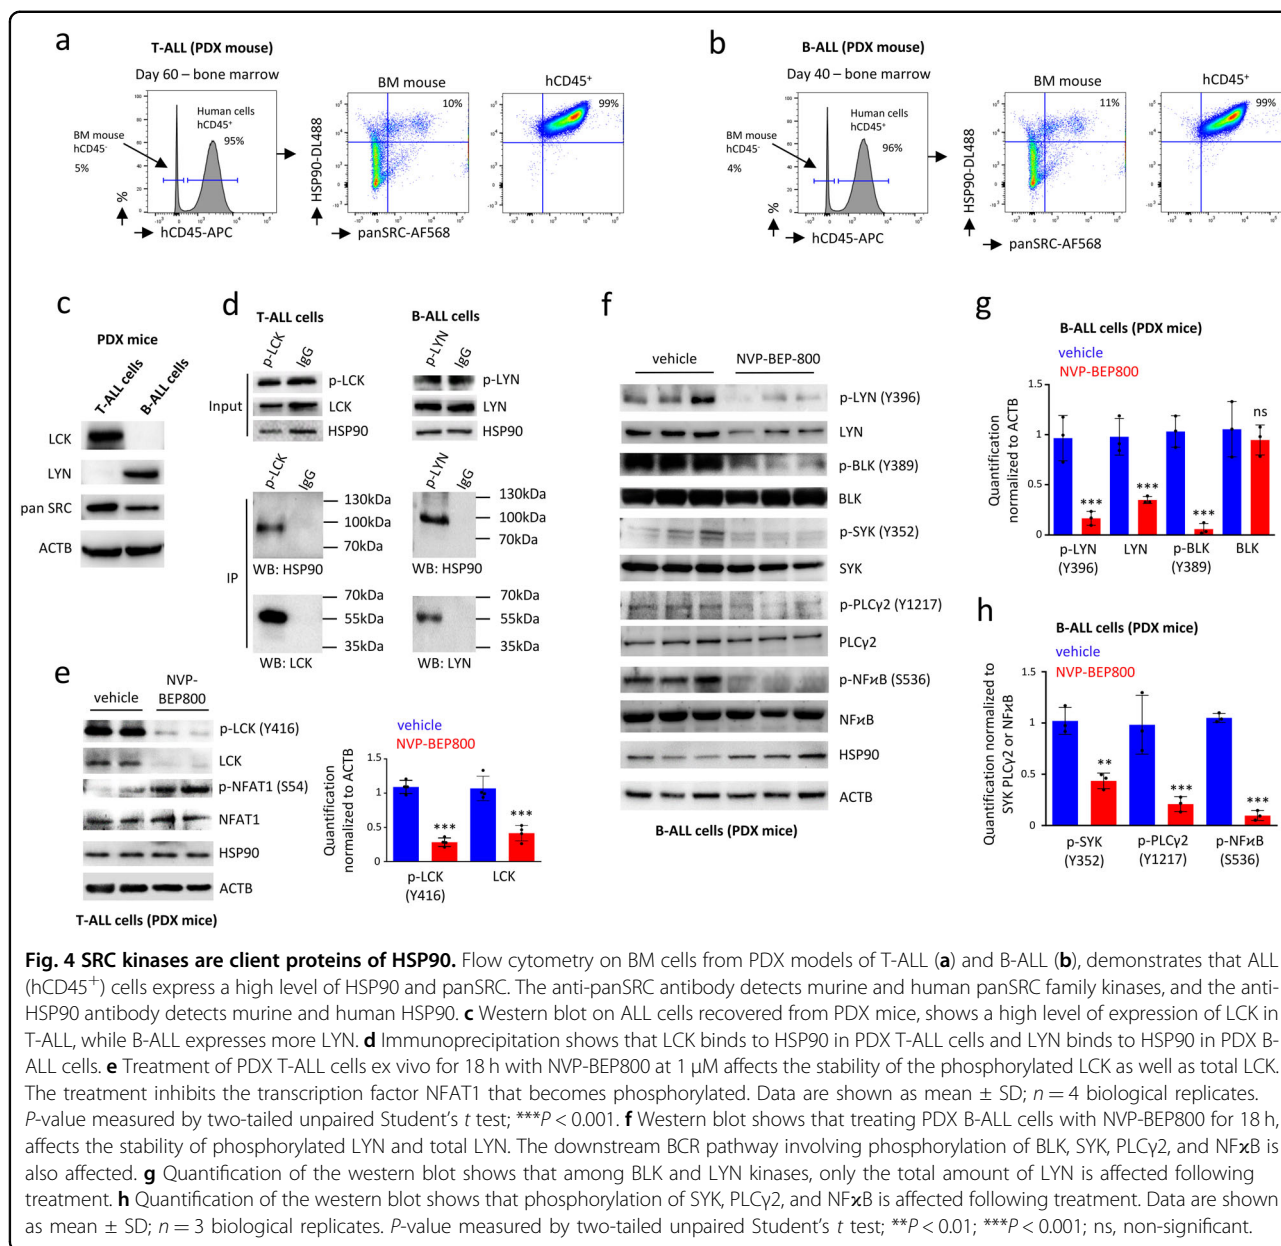 a
T-ALL (PDX mouse)
Day 60 – bone marrow
BM mouse
hCD45⁻
5%
Human cells
hCD45⁺
95%
%
hCD45-APC
BM mouse
10%
hCD45⁺
99%
HSP90-DL488
panSRC-AF568
b
B-ALL (PDX mouse)
Day 40 – bone marrow
BM mouse
hCD45⁻
4%
Human cells
hCD45⁺
96%
%
hCD45-APC
BM mouse
11%
hCD45⁺
99%
HSP90-DL488
panSRC-AF568
c
PDX mice
T-ALL cells
B-ALL cells
LCK
LYN
pan SRC
ACTB
d
T-ALL cells
B-ALL cells
p-LCK
IgG
p-LYN
IgG
Input
p-LCK
LCK
HSP90
p-LYN
LYN
HSP90
IP
p-LCK
IgG
130kDa
100kDa
70kDa
WB: HSP90
p-LYN
IgG
130kDa
100kDa
70kDa
WB: HSP90
70kDa
55kDa
35kDa
WB: LCK
70kDa
55kDa
35kDa
WB: LYN
e
vehicle
NVP-
BEP800
p-LCK (Y416)
LCK
p-NFAT1 (S54)
NFAT1
HSP90
ACTB
T-ALL cells (PDX mice)
vehicle
NVP-BEP800
Quantification
normalized to ACTB
1.5
1
0.5
0
***
***
p-LCK
(Y416)
LCK
f
vehicle
NVP-BEP-800
p-LYN (Y396)
LYN
p-BLK (Y389)
BLK
p-SYK (Y352)
SYK
p-PLCγ2 (Y1217)
PLCγ2
p-NFϰB (S536)
NFϰB
HSP90
ACTB
B-ALL cells (PDX mice)
g
B-ALL cells (PDX mice)
vehicle
NVP-BEP800
Quantification
normalized to ACTB
1.5
1
0.5
0
***
***
***
ns
p-LYN
(Y396)
LYN
p-BLK
(Y389)
BLK
h
B-ALL cells (PDX mice)
vehicle
NVP-BEP800
Quantification normalized to
SYK PLCγ2 or NFϰB
1.5
1
0.5
0
**
***
***
p-SYK
(Y352)
p-PLCγ2
(Y1217)
p-NFϰB
(S536)
Fig. 4 SRC kinases are client proteins of HSP90. Flow cytometry on BM cells from PDX models of T-ALL (a) and B-ALL (b), demonstrates that ALL
(hCD45⁺) cells express a high level of HSP90 and panSRC. The anti-panSRC antibody detects murine and human panSRC family kinases, and the anti-
HSP90 antibody detects murine and human HSP90. c Western blot on ALL cells recovered from PDX mice, shows a high level of expression of LCK in
T-ALL, while B-ALL expresses more LYN. d Immunoprecipitation shows that LCK binds to HSP90 in PDX T-ALL cells and LYN binds to HSP90 in PDX B-
ALL cells. e Treatment of PDX T-ALL cells ex vivo for 18 h with NVP-BEP800 at 1 µM affects the stability of the phosphorylated LCK as well as total LCK.
The treatment inhibits the transcription factor NFAT1 that becomes phosphorylated. Data are shown as mean ± SD; n = 4 biological replicates.
P-value measured by two-tailed unpaired Student's t test; ***P < 0.001. f Western blot shows that treating PDX B-ALL cells with NVP-BEP800 for 18 h,
affects the stability of phosphorylated LYN and total LYN. The downstream BCR pathway involving phosphorylation of BLK, SYK, PLCγ2, and NFϰB is
also affected. g Quantification of the western blot shows that among BLK and LYN kinases, only the total amount of LYN is affected following
treatment. h Quantification of the western blot shows that phosphorylation of SYK, PLCγ2, and NFϰB is affected following treatment. Data are shown
as mean ± SD; n = 3 biological replicates. P-value measured by two-tailed unpaired Student's t test; **P < 0.01; ***P < 0.001; ns, non-significant.